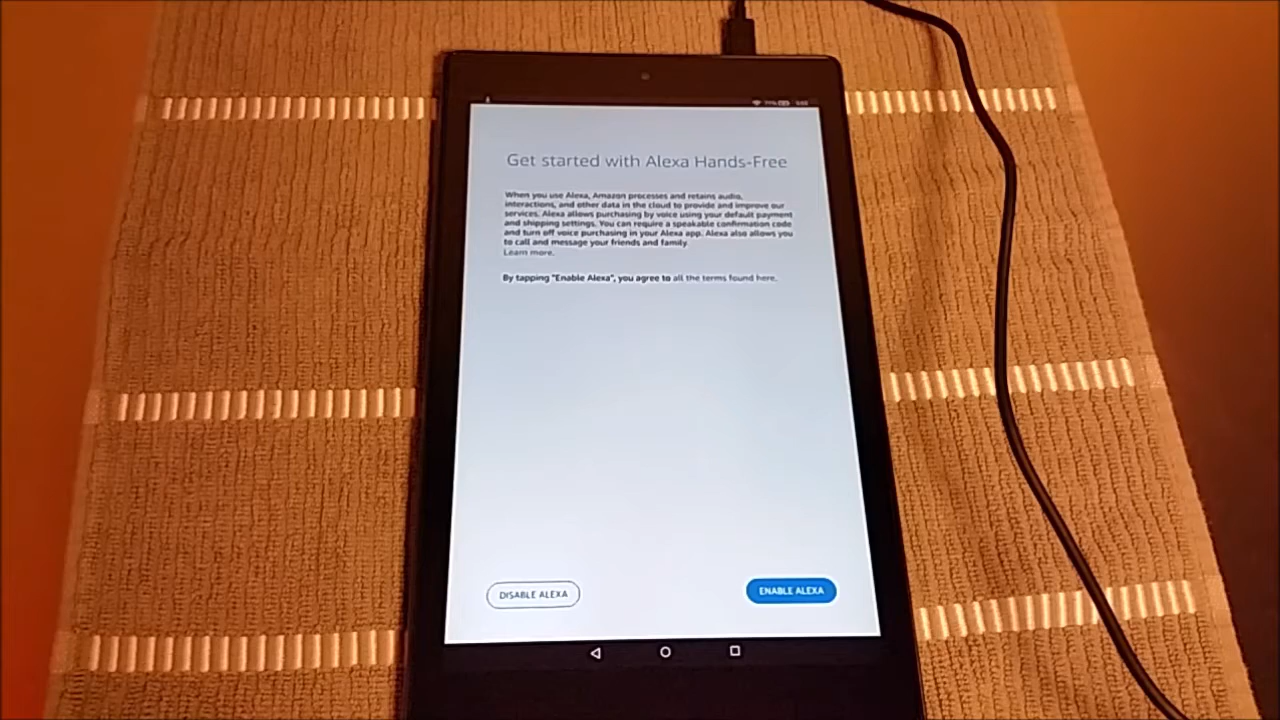 Get started with Alexa Hands-Free
When you use Alexa, Amazon processes and retains audio,
interactions, and other data in the cloud to provide and improve our
services. Alexa allows purchasing by voice using your default payment
and shipping settings. You can require a speakable confirmation code
and turn off voice purchasing in your Alexa app. Alexa also allows you
to call and message your friends and family.
Learn more.
By tapping "Enable Alexa", you agree to all the terms found here.
DISABLE ALEXA
ENABLE ALEXA